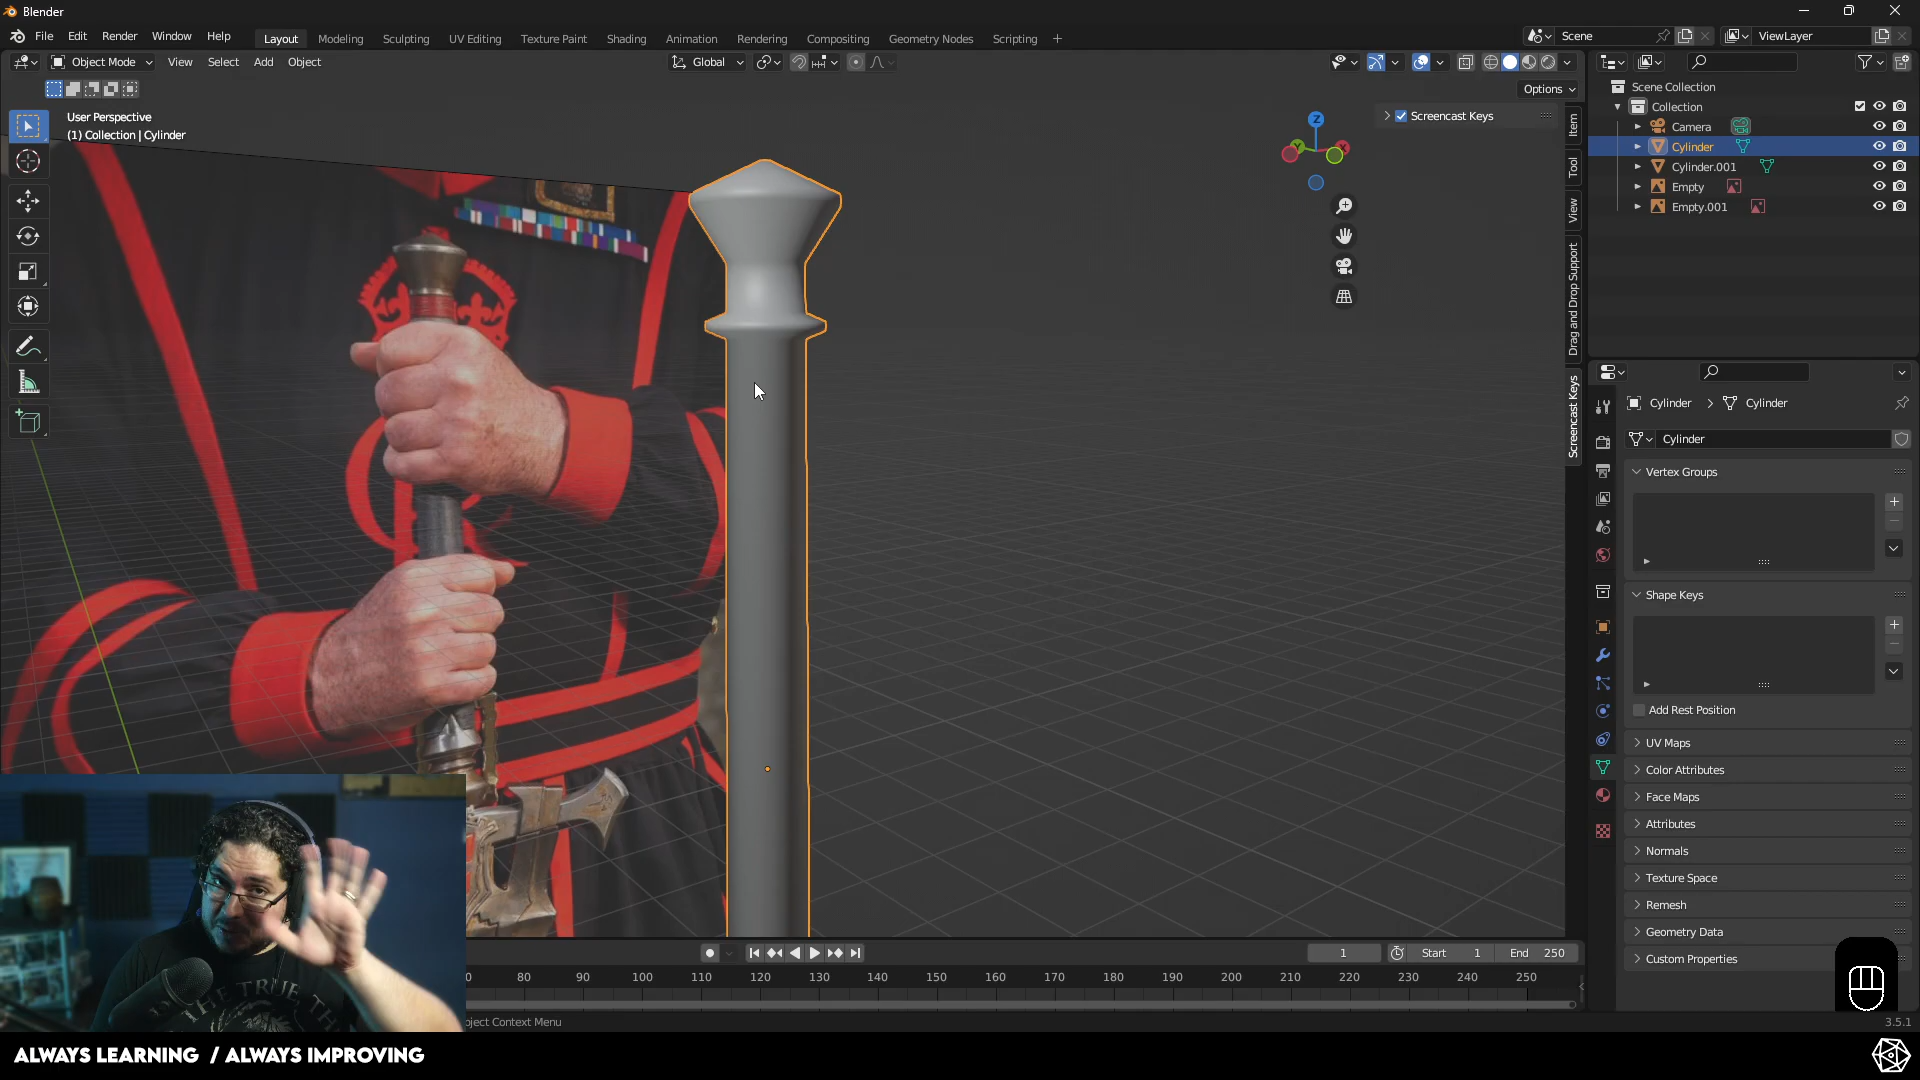 Blender
File Edit Render Window Help
Layout Modeling Sculpting UV Editing Texture Paint Shading Animation Rendering Compositing Geometry Nodes Scripting +
Scene
ViewLayer
Object Mode View Select Add Object
Global
Options
User Perspective
(1) Collection | Cylinder
Screencast Keys
Z
Item
Tool
View
Drag and Drop Support
Screencast Keys
Scene Collection
Collection
Camera
Cylinder
Cylinder.001
Empty
Empty.001
Cylinder > Cylinder
Cylinder
Vertex Groups
Shape Keys
Add Rest Position
UV Maps
Color Attributes
Face Maps
Attributes
Normals
Texture Space
Remesh
Geometry Data
Custom Properties
1 Start 1 End 250
0 80 90 100 110 120 130 140 150 160 170 180 190 200 210 220 230 240 250
oject Context Menu
3.5.1
ALWAYS LEARNING / ALWAYS IMPROVING